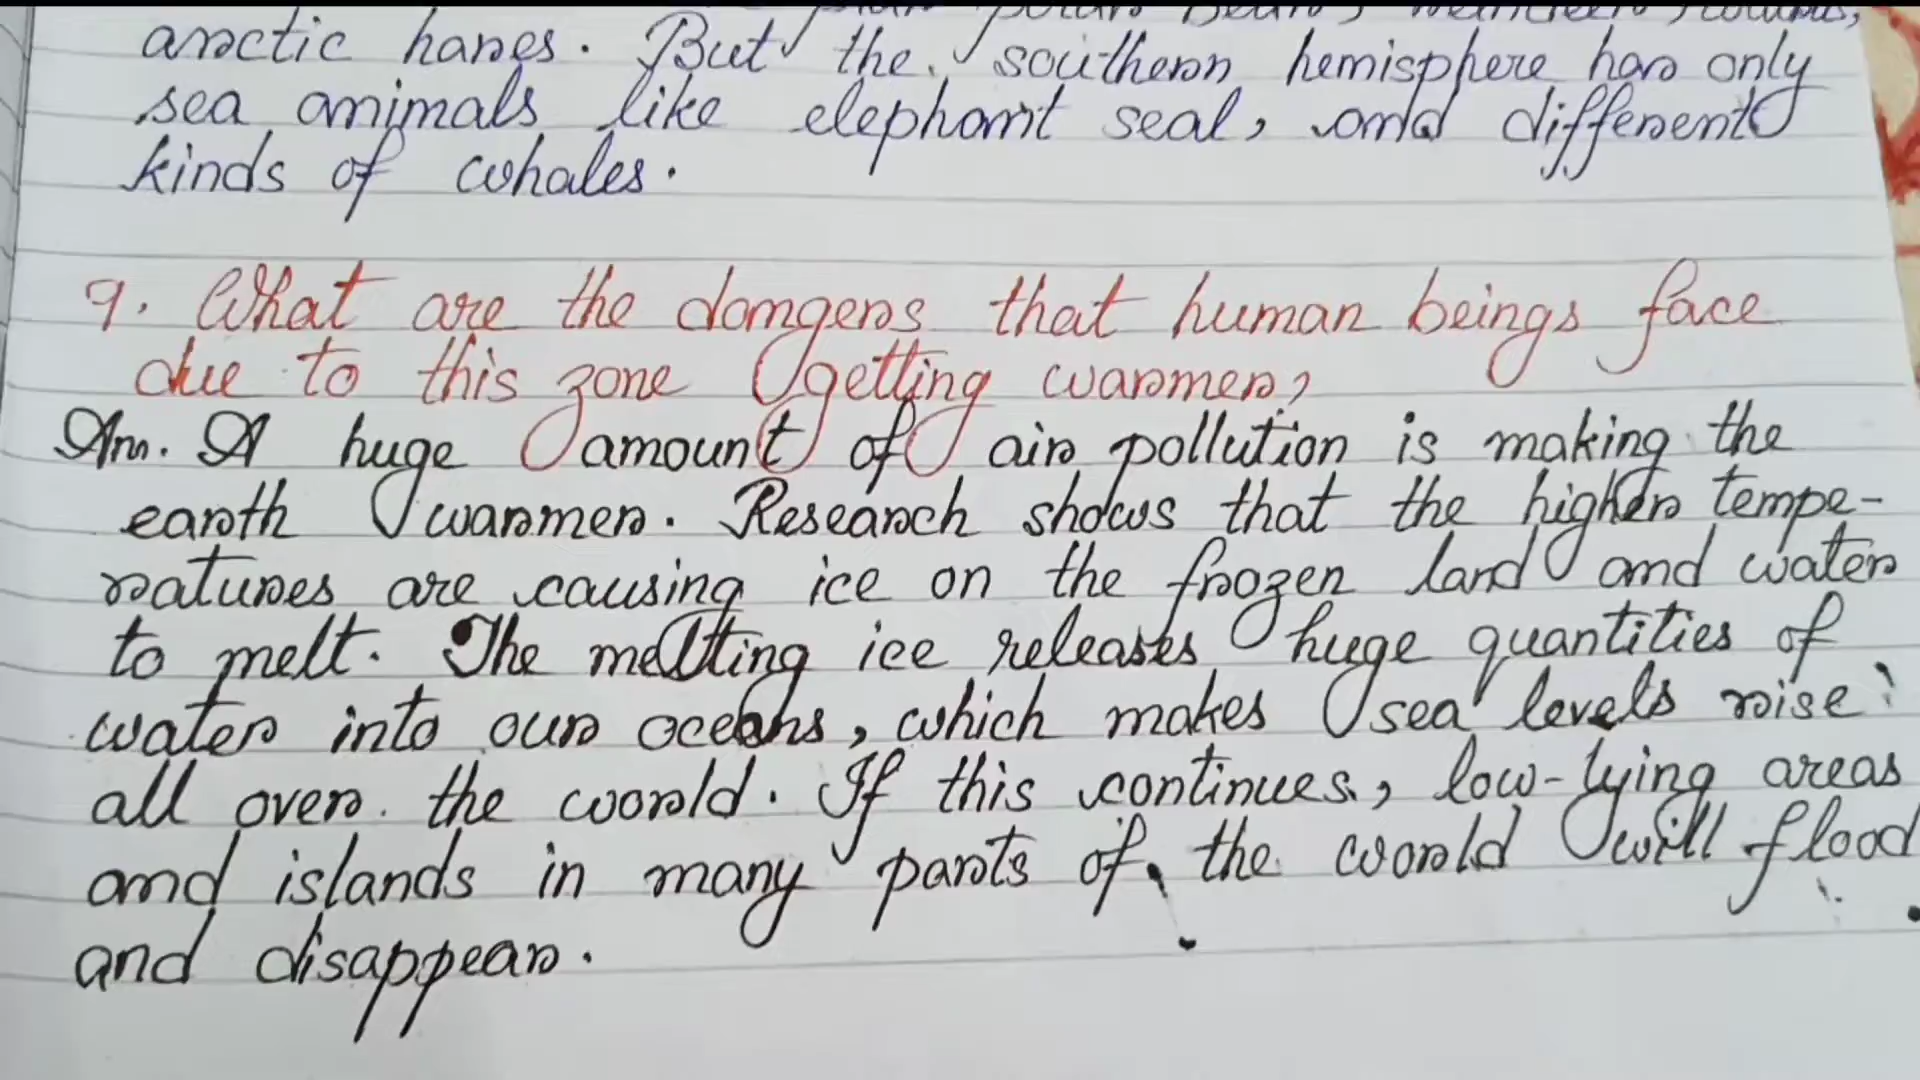 polar bears, reindeer,
arctic hares. But the southern hemisphere has only
sea animals like elephant seal, and different
kinds of whales.
9. What are the dangers that human beings face
due to this zone getting warmer?
Ans. A huge amount of air pollution is making the
earth warmer. Research shows that the higher tempe-
ratures are causing ice on the frozen land and water
to melt. The melting ice releases huge quantities of
water into our oceans, which makes sea levels rise
all over the world. If this continues, low-lying areas
and islands in many parts of the world will flood
and disappear.